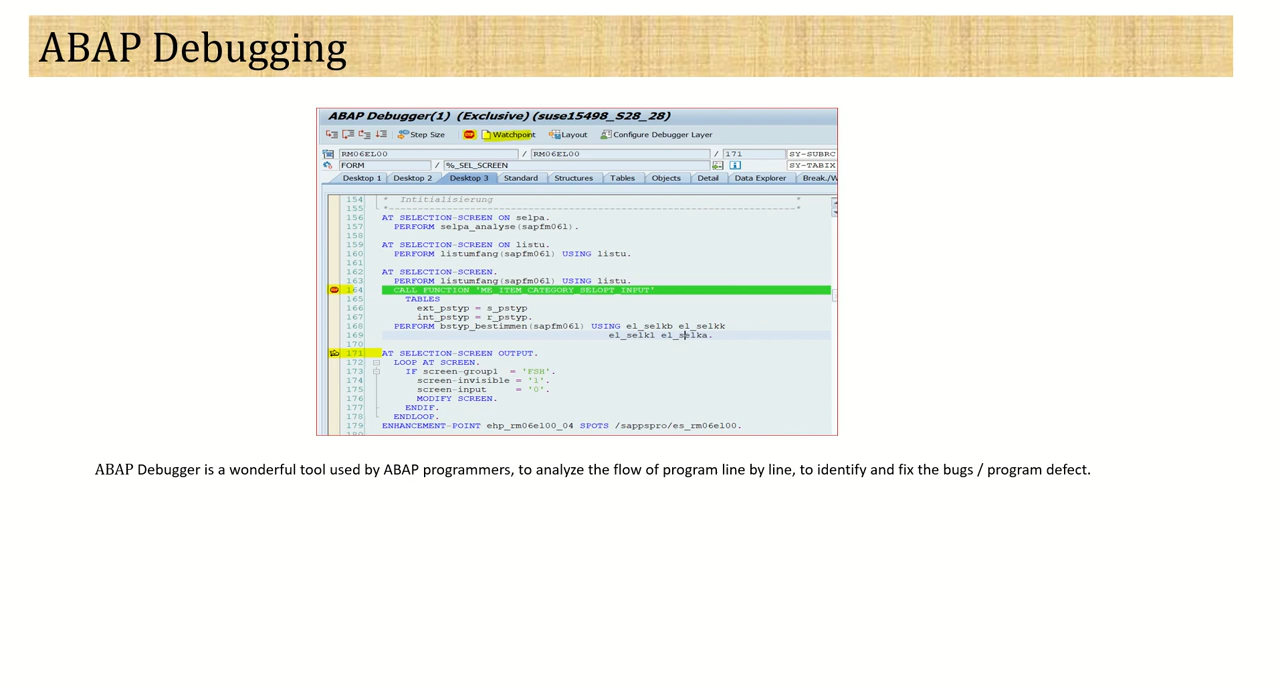 ABAP Debugging
ABAP Debugger(1) (Exclusive) (suse15498_S28_28)
Step Size Watchpoint Layout Configure Debugger Layer
RM06EL00 / RM06EL00 / 171 SY-SUBRC
FORM / %_SEL_SCREEN SY-TABIX
Desktop 1 Desktop 2 Desktop 3 Standard Structures Tables Objects Detail Data Explorer Break./W
154 * Intitialisierung *
155 *----------------------------------------------------------------------*
156 AT SELECTION-SCREEN ON selpa.
157 PERFORM selpa_analyse(sapfm06l).
158
159 AT SELECTION-SCREEN ON listu.
160 PERFORM listumfang(sapfm06l) USING listu.
161
162 AT SELECTION-SCREEN.
163 PERFORM listumfang(sapfm06l) USING listu.
164 CALL FUNCTION 'ME_ITEM_CATEGORY_SELOPT_INPUT'
165 TABLES
166 ext_pstyp = s_pstyp
167 int_pstyp = r_pstyp.
168 PERFORM bstyp_bestimmen(sapfm06l) USING el_selkb el_selkk
169 el_selkl el_selka.
170
171 AT SELECTION-SCREEN OUTPUT.
172 LOOP AT SCREEN.
173 IF screen-group1 = 'FSH'.
174 screen-invisible = '1'.
175 screen-input = '0'.
176 MODIFY SCREEN.
177 ENDIF.
178 ENDLOOP.
179 ENHANCEMENT-POINT ehp_rm06el00_04 SPOTS /sappspro/es_rm06el00.
180
ABAP Debugger is a wonderful tool used by ABAP programmers, to analyze the flow of program line by line, to identify and fix the bugs / program defect.